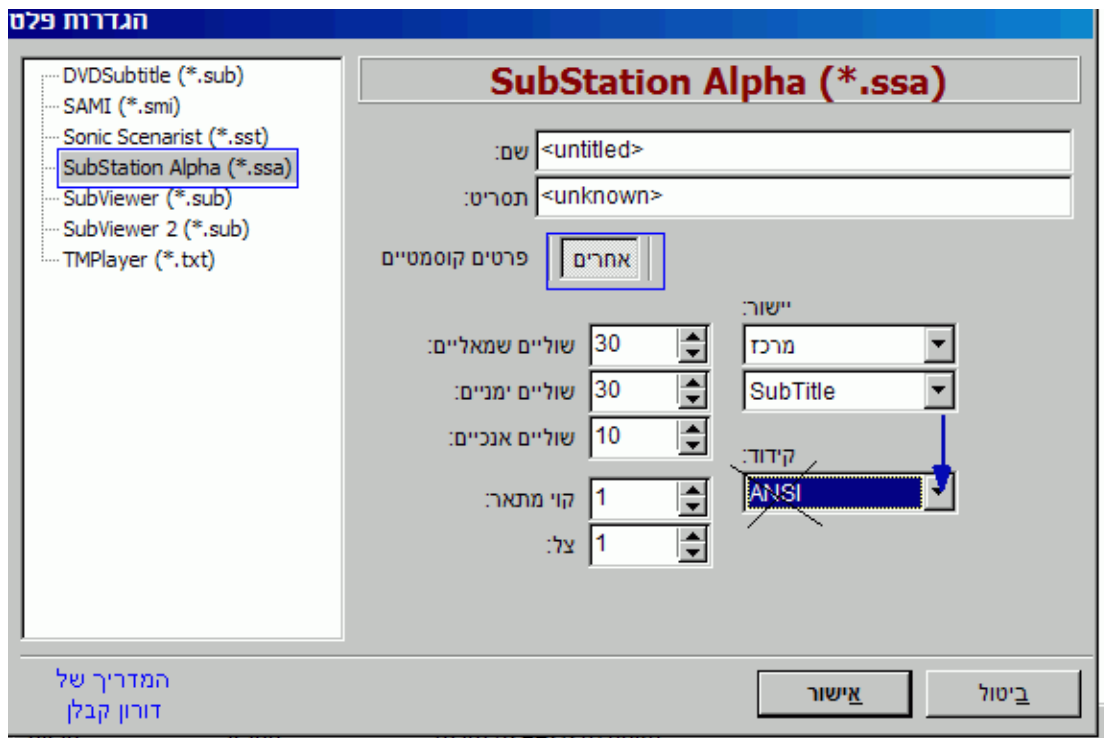 הגדרות פלט
DVDSubtitle (*.sub)
SAMI (*.smi)
Sonic Scenarist (*.sst)
SubStation Alpha (*.ssa)
SubViewer (*.sub)
SubViewer 2 (*.sub)
TMPlayer (*.txt)
SubStation Alpha (*.ssa)
שם: <untitled>
תסריט: <unknown>
פרטים קוסמטיים אחרים
יישור:
שוליים שמאליים: 30 מרכז
שוליים ימניים: 30 SubTitle
שוליים אנכיים: 10
קידוד:
קוי מתאר: 1 ANSI
צל: 1
המדריך של
דורון קבלן
אישור ביטול